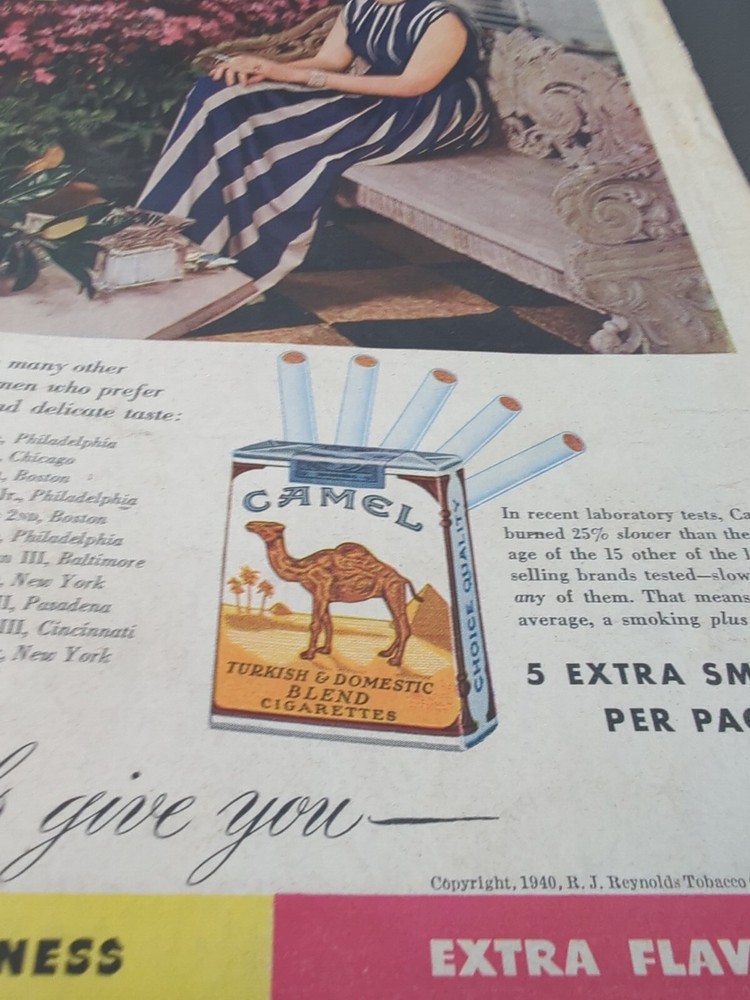 many other
men who prefer
nd delicate taste:
, Philadelphia
, Chicago
, Boston
Jr., Philadelphia
2ND, Boston
, Philadelphia
n III, Baltimore
, New York
II, Pasadena
III, Cincinnati
, New York
CAMEL
CHOICE QUALITY
TURKISH & DOMESTIC
BLEND
CIGARETTES
In recent laboratory tests, Ca
burned 25% slower than the
age of the 15 other of the l
selling brands tested—slow
any of them. That means
average, a smoking plus
5 EXTRA SM
PER PAC
s give you—
Copyright, 1940, R. J. Reynolds Tobacco
NESS
EXTRA FLAV